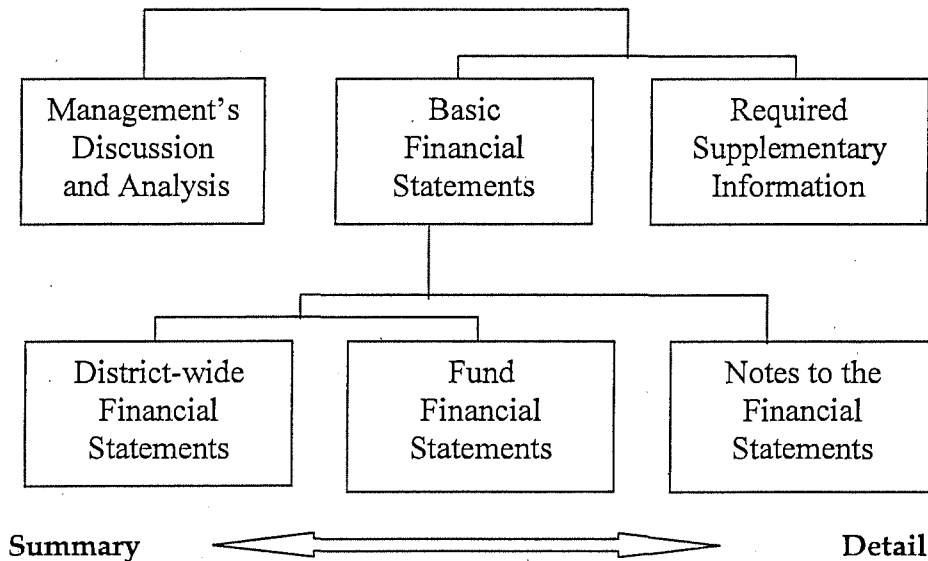 Management's
Discussion
and Analysis
Basic
Financial
Statements
Required
Supplementary
Information
District-wide
Financial
Statements
Fund
Financial
Statements
Notes to the
Financial
Statements
Summary
Detail